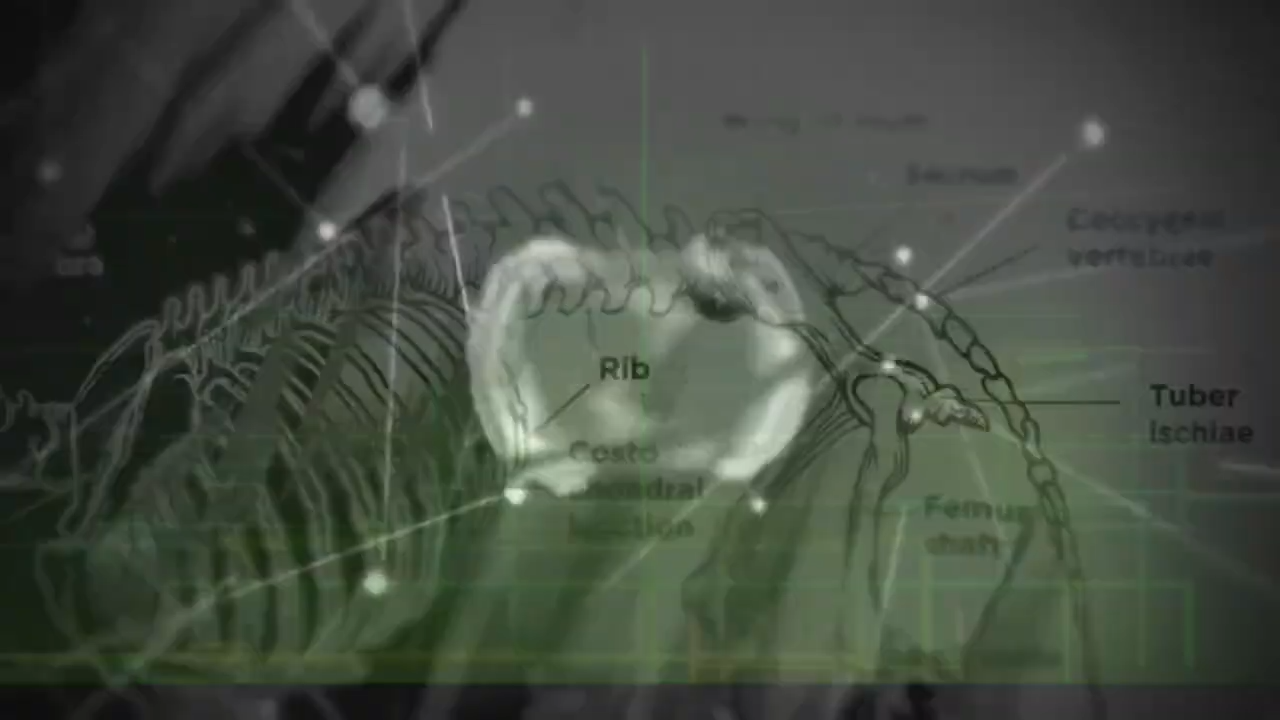 Sacrum
Coccygeal
vertebrae
Rib
Tuber
Ischiae
Costo
chondral
junction
Femur
shaft